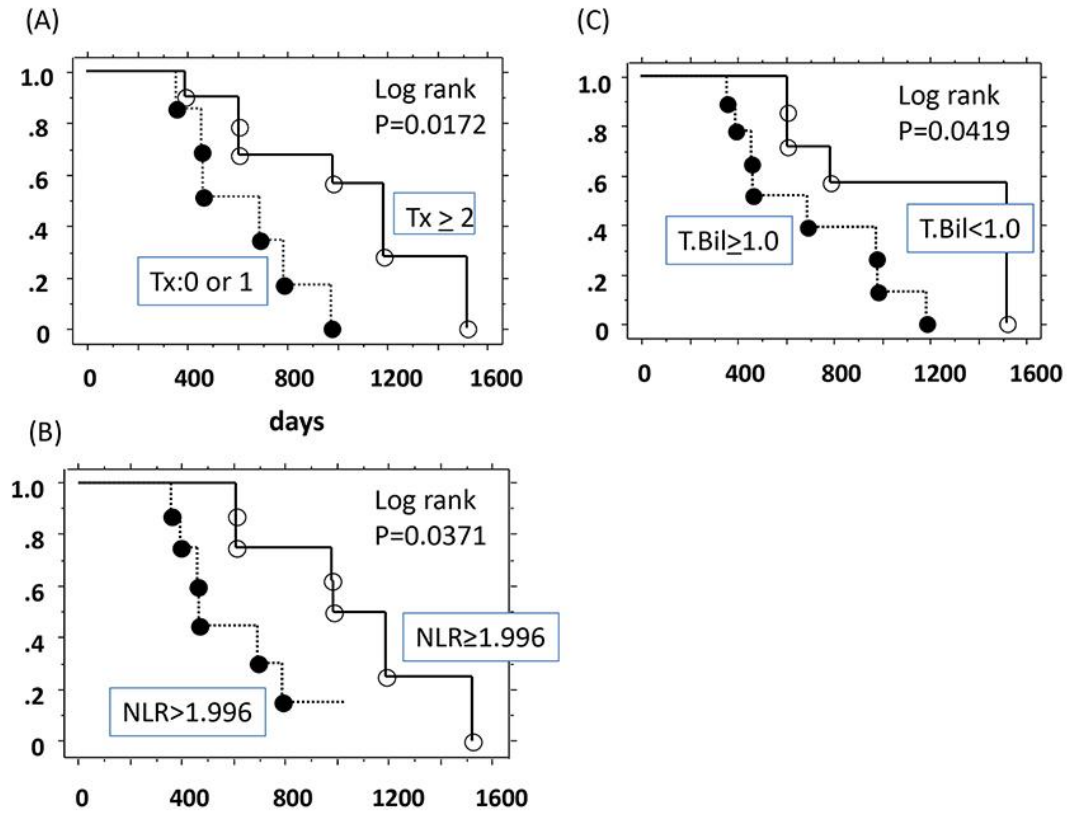 (A)
1.0
.8
.6
.4
.2
0
Log rank
P=0.0172
Tx ≥ 2
Tx:0 or 1
0 400 800 1200 1600
days
(C)
1.0
.8
.6
.4
.2
0
Log rank
P=0.0419
T.Bil≥1.0
T.Bil<1.0
0 400 800 1200 1600
(B)
1.0
.8
.6
.4
.2
0
Log rank
P=0.0371
NLR≥1.996
NLR>1.996
0 400 800 1200 1600